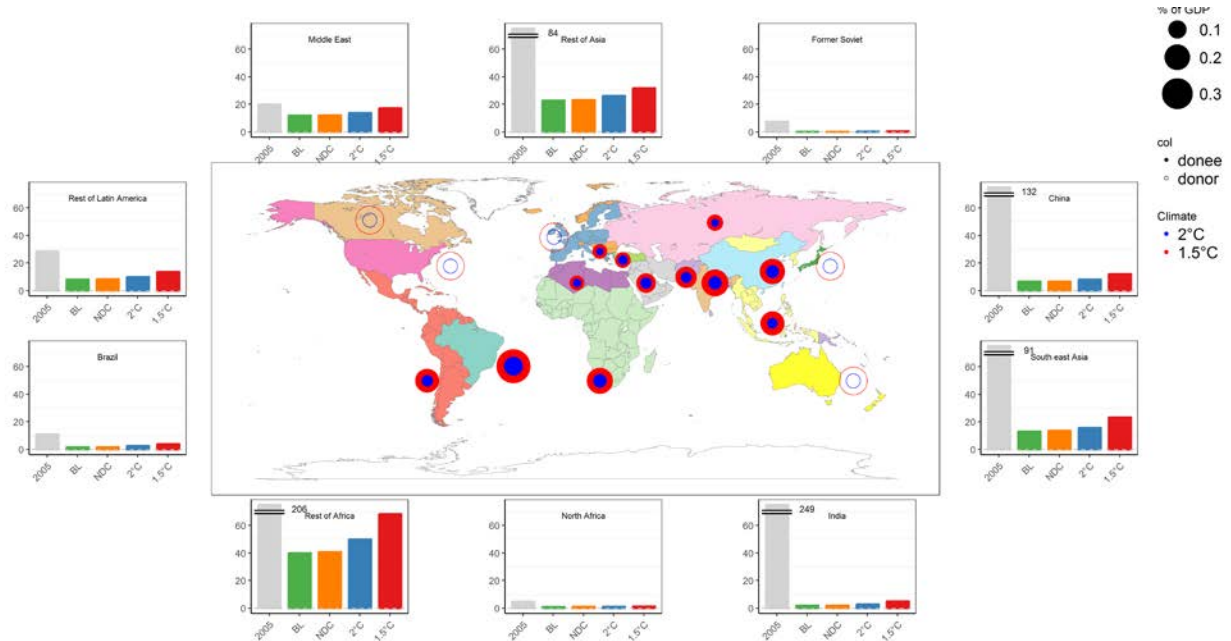 Middle East
60
40
20
0
2005
BL
NDC
2°C
1.5°C
84
Rest of Asia
60
40
20
0
2005
BL
NDC
2°C
1.5°C
Former Soviet
60
40
20
0
2005
BL
NDC
2°C
1.5°C
% of GDP
0.1
0.2
0.3
col
donee
donor
Climate
2°C
1.5°C
Rest of Latin America
60
40
20
0
2005
BL
NDC
2°C
1.5°C
132
China
60
40
20
0
2005
BL
NDC
2°C
1.5°C
Brazil
60
40
20
0
2005
BL
NDC
2°C
1.5°C
91
South east Asia
60
40
20
0
2005
BL
NDC
2°C
1.5°C
206
Rest of Africa
60
40
20
0
2005
BL
NDC
2°C
1.5°C
North Africa
60
40
20
0
2005
BL
NDC
2°C
1.5°C
249
India
60
40
20
0
2005
BL
NDC
2°C
1.5°C